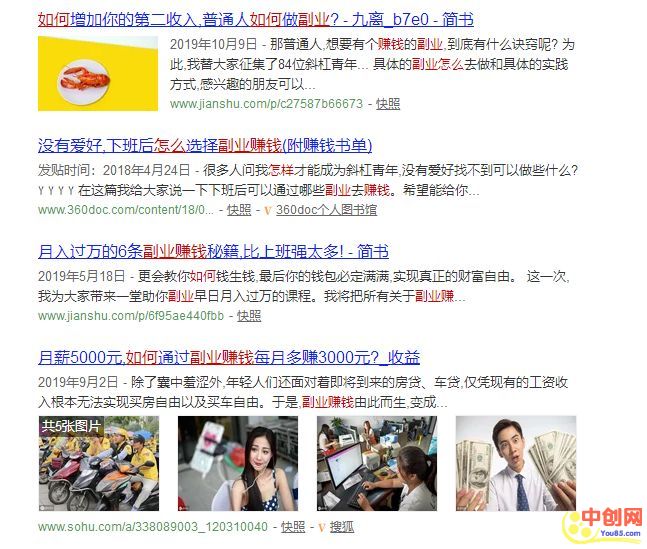 如何增加你的第二收入,普通人如何做副业? - 九离_b7e0 - 简书
2019年10月9日 - 那普通人,想要有个赚钱的副业,到底有什么诀窍呢? 为
此,我替大家征集了84位斜杠青年... 具体的副业怎么去做和具体的实践
方式,感兴趣的朋友可以...
www.jianshu.com/p/c27587b66673 - 快照
没有爱好,下班后怎么选择副业赚钱(附赚钱书单)
发贴时间: 2018年4月24日 - 很多人问我怎样才能成为斜杠青年,没有爱好找不到可以做些什么?
丫丫丫丫 在这篇我给大家说一下下班后可以通过哪些副业去赚钱。希望能给你...
www.360doc.com/content/18/0... - 快照 - V 360doc个人图书馆
月入过万的6条副业赚钱秘籍,比上班强太多! - 简书
2019年5月18日 - 更会教你如何钱生钱,最后你的钱包必定满满,实现真正的财富自由。 这一次,
我为大家带来一堂助你副业早日月入过万的课程。我将把所有关于副业赚...
www.jianshu.com/p/6f95ae440fbb - 快照
月薪5000元,如何通过副业赚钱每月多赚3000元?_收益
2019年9月2日 - 除了囊中羞涩外,年轻人们还面对着即将到来的房贷、车贷,仅凭现有的工资收
入根本无法实现买房自由以及买车自由。于是,副业赚钱由此而生,变成...
共5张图片
www.sohu.com/a/338089003_120310040 - 快照 - V 搜狐
中创网
You85.com